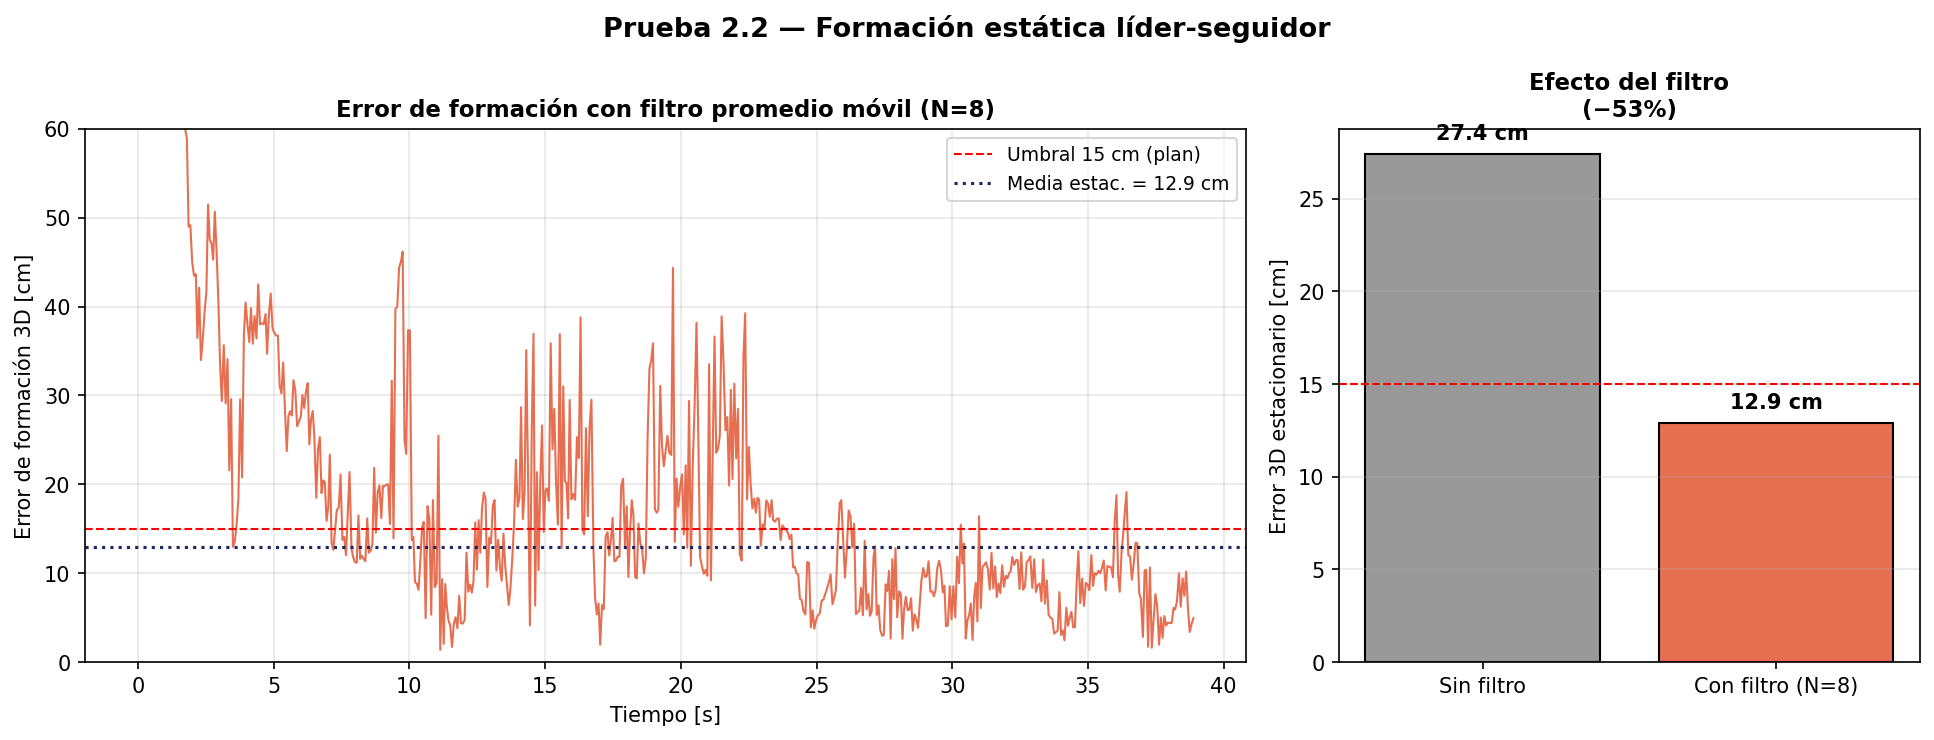 Prueba 2.2 — Formación estática líder-seguidor
Error de formación con filtro promedio móvil (N=8)
Error de formación 3D [cm]
60
50
40
30
20
10
0
Umbral 15 cm (plan)
Media estac. = 12.9 cm
0 5 10 15 20 25 30 35 40
Tiempo [s]
Efecto del filtro
(−53%)
Error 3D estacionario [cm]
25
20
15
10
5
0
27.4 cm
12.9 cm
Sin filtro Con filtro (N=8)